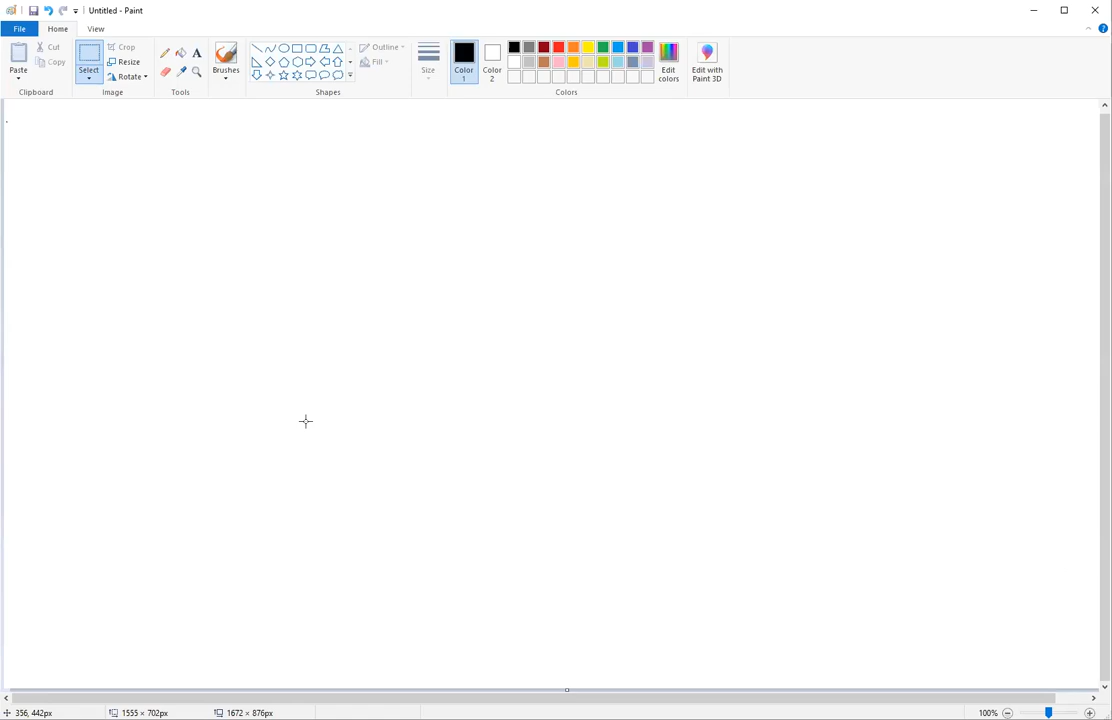 Untitled - Paint
File Home View
Paste
Cut
Copy
Clipboard
Select
Crop
Resize
Rotate
Image
Tools
Brushes
Shapes
Outline
Fill
Size
Color
1
Color
2
Colors
Edit
colors
Edit with
Paint 3D
356, 442px 1555 × 702px 1672 × 876px 100%